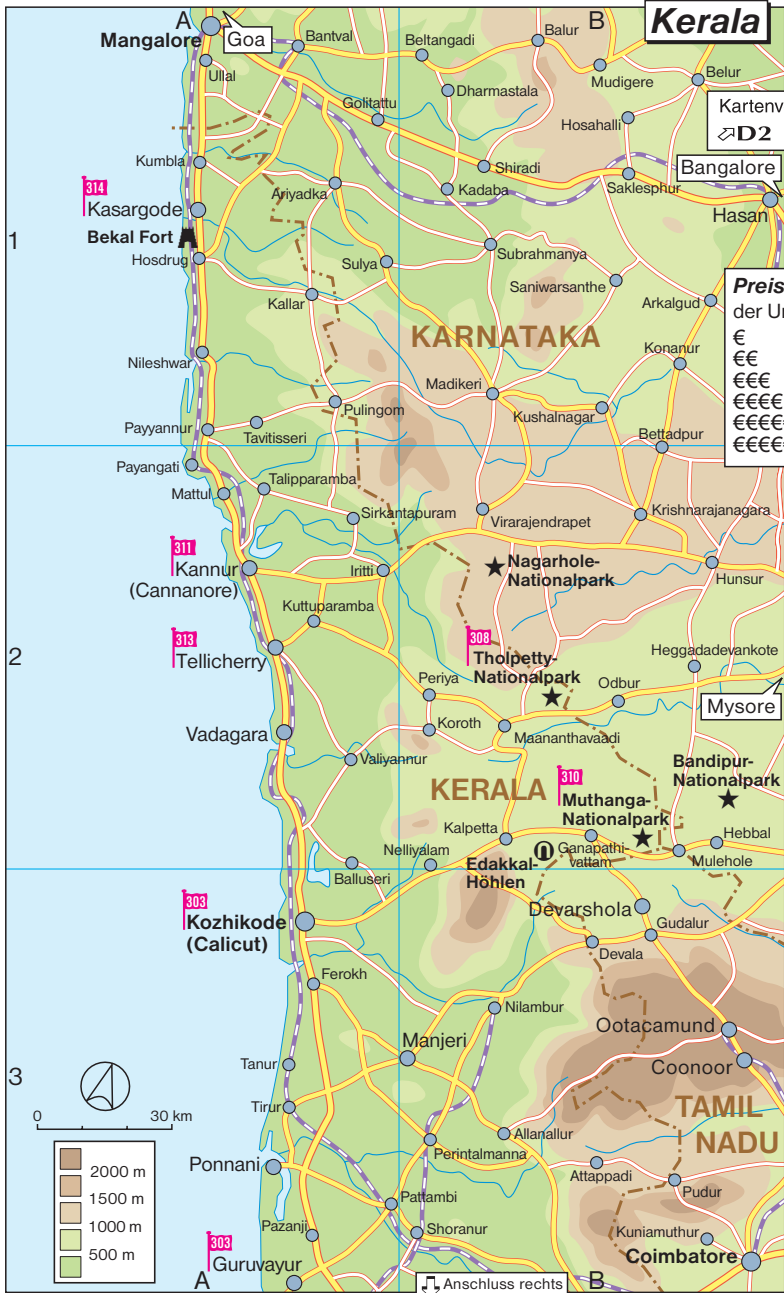 A
B
Kerala
Mangalore
Goa
Bantval
Beltangadi
Balur
Ullal
Mudigere
Belur
Dharmastala
Golitattu
Hosahalli
Kartenv
D2
Kumbla
Shiradi
Bangalore
Saklesphur
314
Kasargode
Ariyadka
Kadaba
Hasan
1
Bekal Fort
Hosdrug
Sulya
Subrahmanya
Saniwarsanthe
Kallar
Arkalgud
Preis
der Un
€
€€
€€€
€€€€
€€€€
€€€€
KARNATAKA
Nileshwar
Konanur
Madikeri
Pulingom
Kushalnagar
Payyannur
Tavitisseri
Bettadpur
Payangati
Talipparamba
Mattul
Sirkantapuram
Virarajendrapet
Krishnarajanagara
311
Kannur
(Cannanore)
Iritti
Nagarhole-
Nationalpark
Hunsur
Kuttuparamba
313
Tellicherry
2
308
Tholpetty-
Nationalpark
Heggadadevankote
Periya
Odbur
Mysore
Koroth
Maananthavaadi
Vadagara
Valiyannur
KERALA
310
Muthanga-
Nationalpark
Bandipur-
Nationalpark
Kalpetta
Hebbal
Nelliyalam
Balluseri
Edakkal-
Höhlen
Ganapathi-
vattam
Mulehole
303
Kozhikode
(Calicut)
Devarshola
Gudalur
Devala
Ferokh
Nilambur
Ootacamund
Manjeri
Coonoor
Tanur
3
0
30 km
Tirur
TAMIL
NADU
Allanallur
Perintalmanna
2000 m
1500 m
1000 m
500 m
Ponnani
Attappadi
Pudur
Pattambi
303
Pazanji
Shoranur
Kuniamuthur
Guruvayur
Coimbatore
A
Anschluss rechts
B